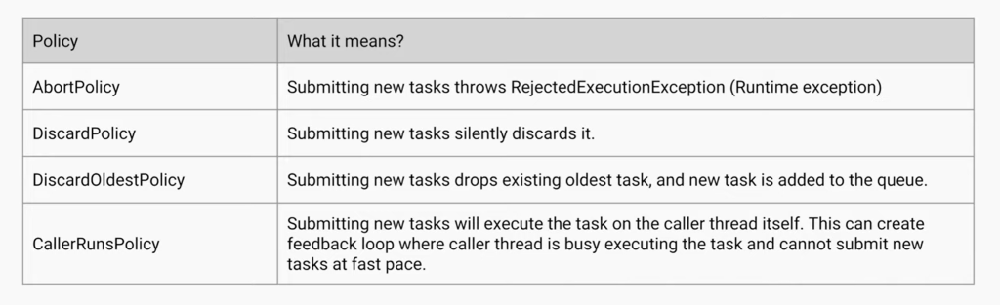 Policy
What it means?
AbortPolicy
Submitting new tasks throws RejectedExecutionException (Runtime exception)
DiscardPolicy
Submitting new tasks silently discards it.
DiscardOldestPolicy
Submitting new tasks drops existing oldest task, and new task is added to the queue.
CallerRunsPolicy
Submitting new tasks will execute the task on the caller thread itself. This can create
feedback loop where caller thread is busy executing the task and cannot submit new
tasks at fast pace.